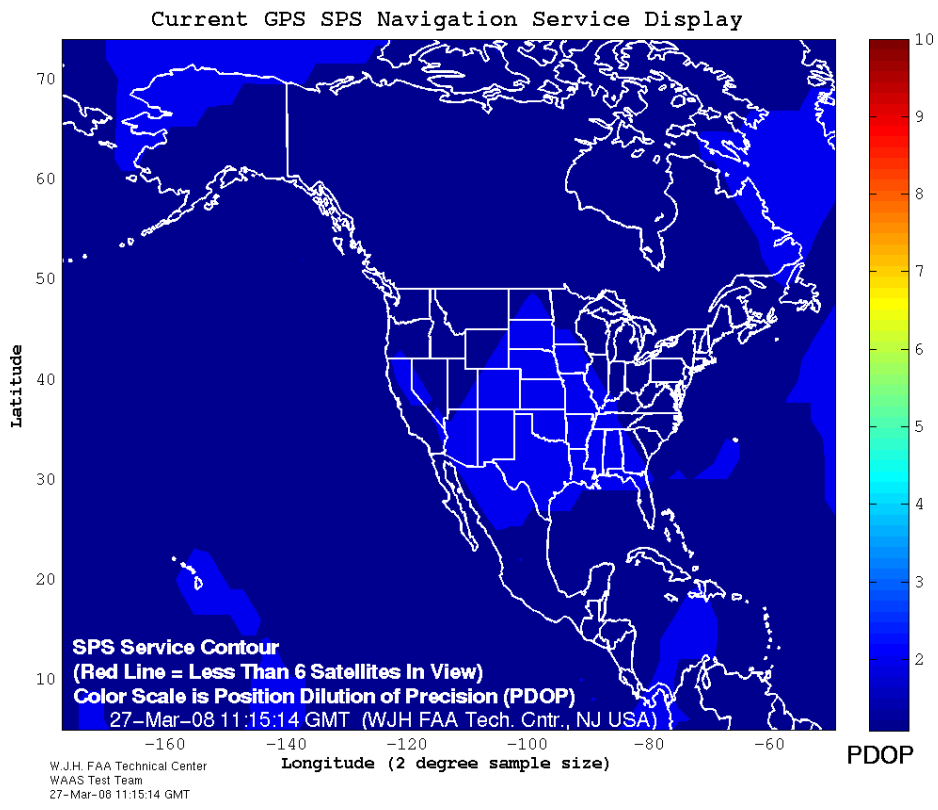 Current GPS SPS Navigation Service Display
10
9
8
7
6
5
4
3
2
PDOP
70
60
50
40
30
20
10
Latitude
SPS Service Contour
(Red Line = Less Than 6 Satellites In View)
Color Scale is Position Dilution of Precision (PDOP)
27-Mar-08 11:15:14 GMT (WJH FAA Tech. Cntr., NJ USA)
-160 -140 -120 -100 -80 -60
Longitude (2 degree sample size)
W.J.H. FAA Technical Center
WAAS Test Team
27-Mar-08 11:15:14 GMT